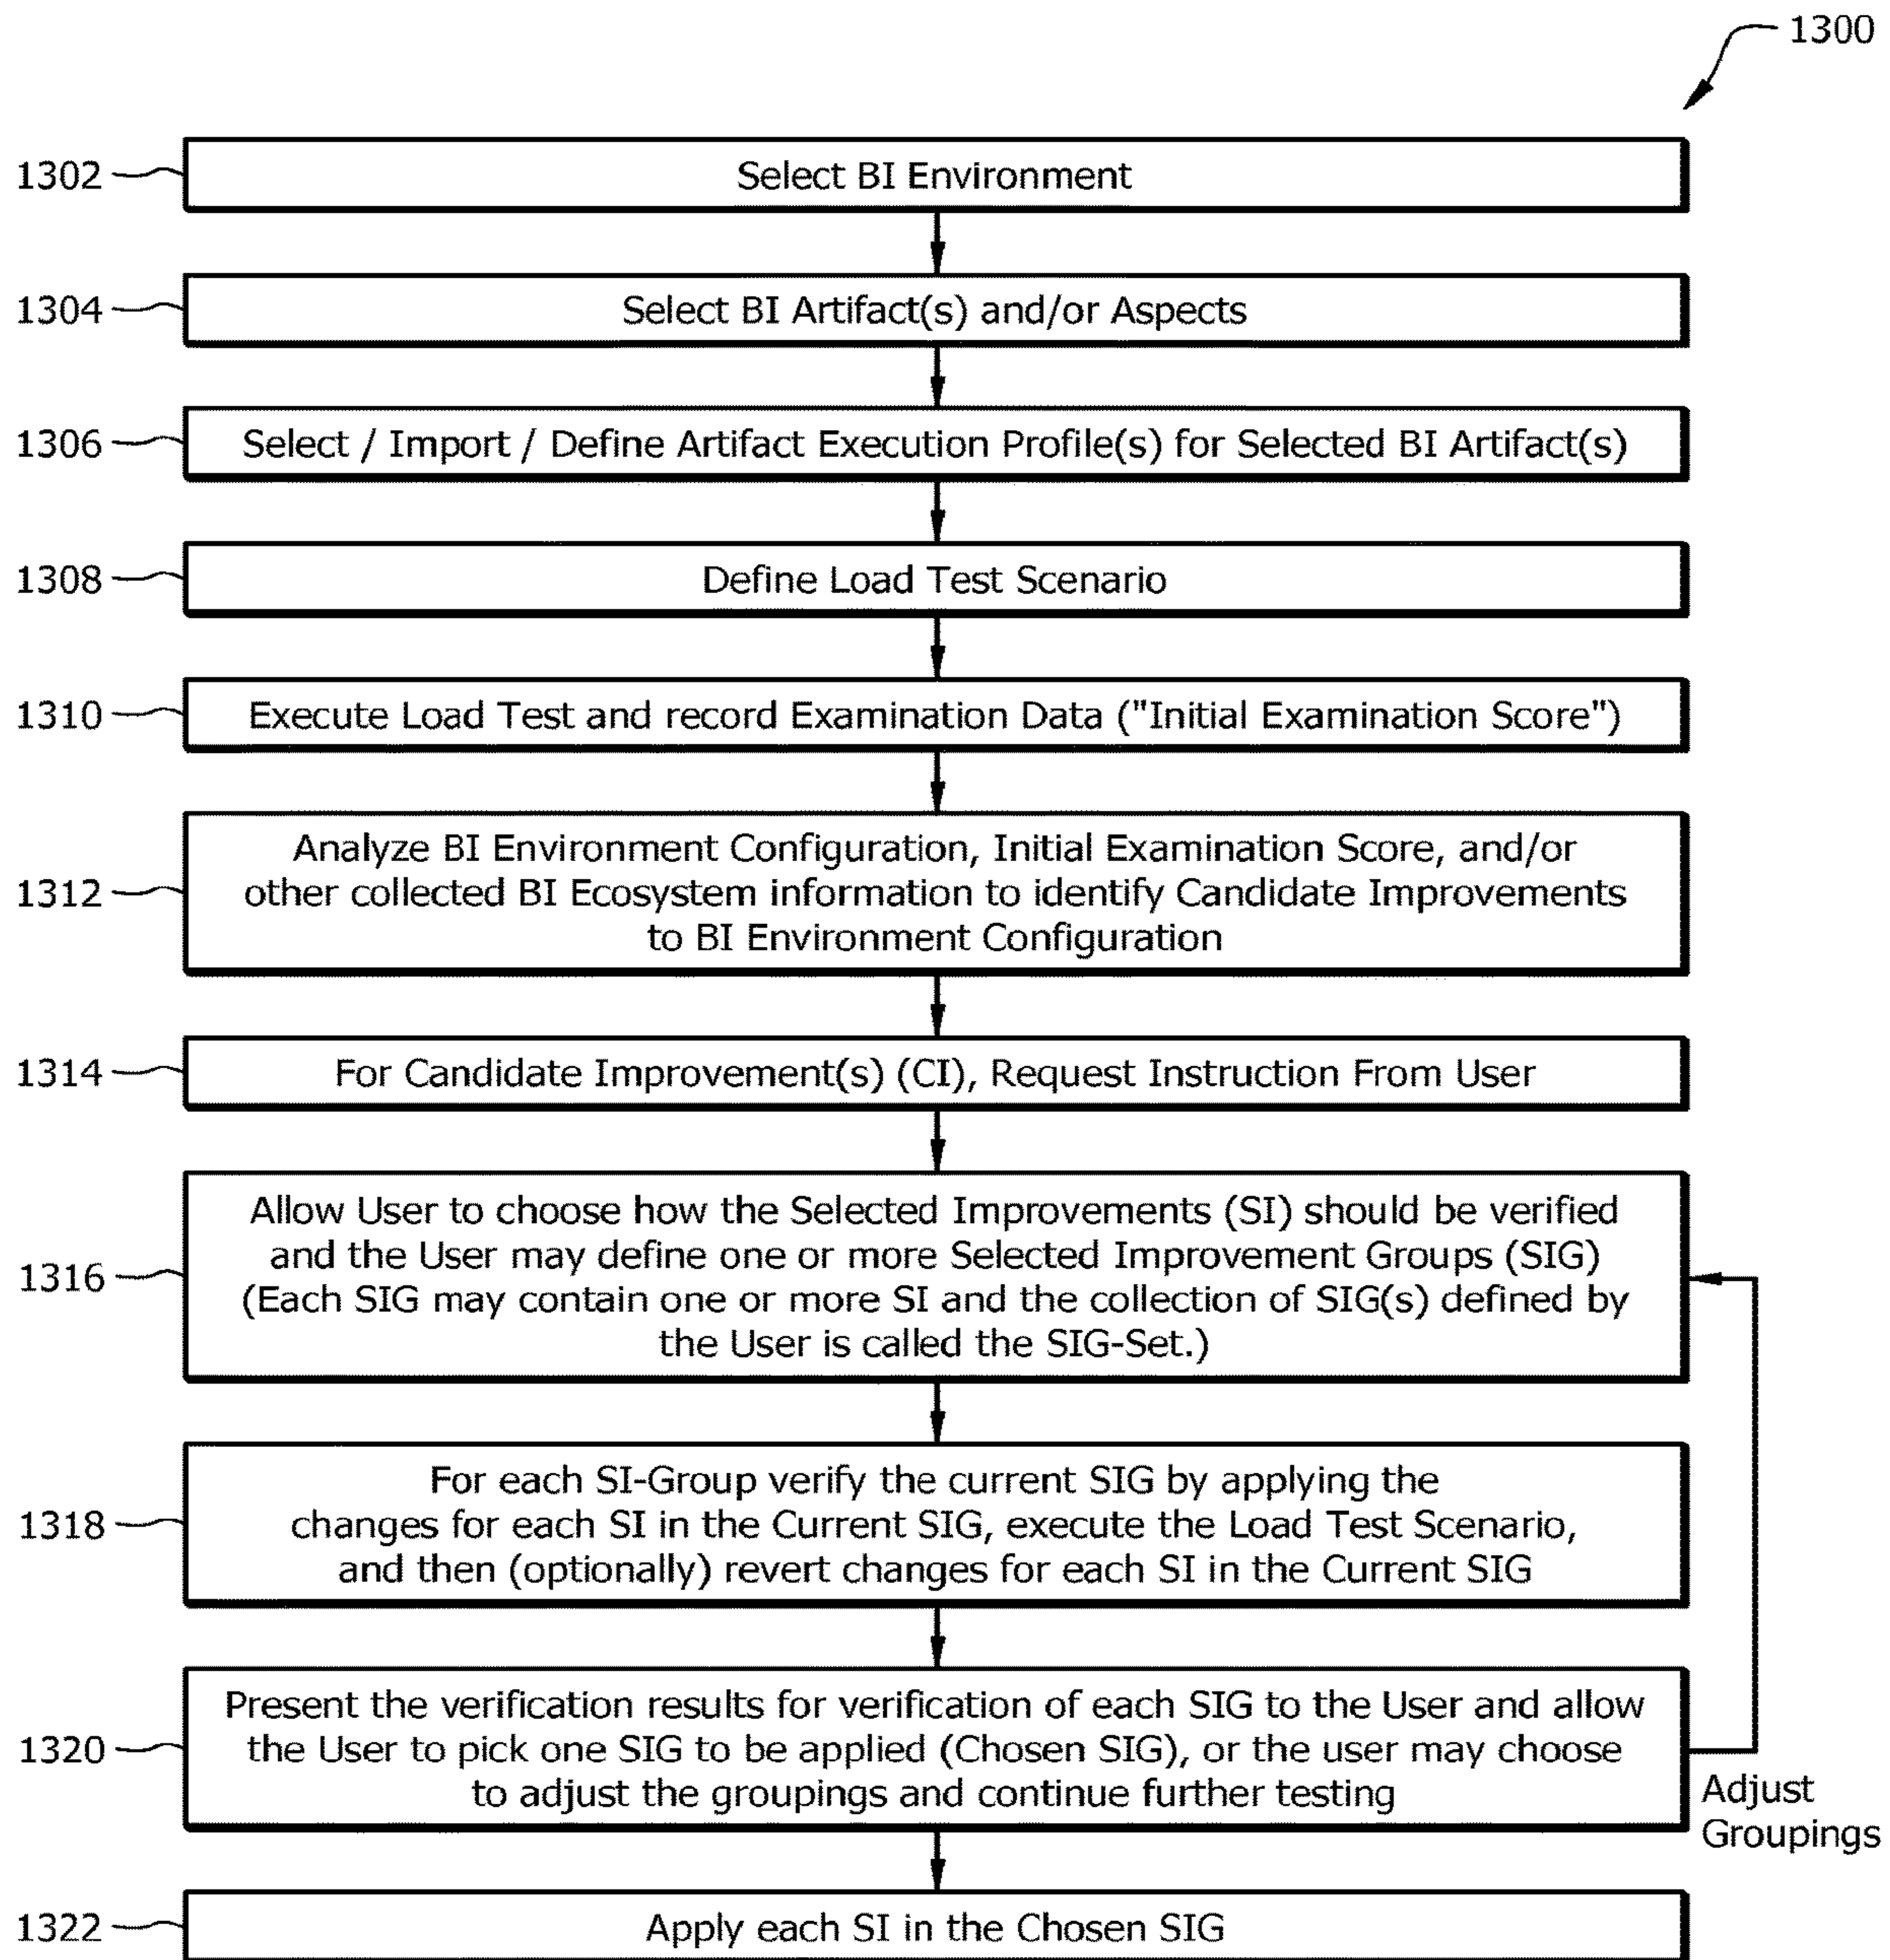 1300
1302
Select BI Environment
1304
Select BI Artifact(s) and/or Aspects
1306
Select / Import / Define Artifact Execution Profile(s) for Selected BI Artifact(s)
1308
Define Load Test Scenario
1310
Execute Load Test and record Examination Data ("Initial Examination Score")
1312
Analyze BI Environment Configuration, Initial Examination Score, and/or
other collected BI Ecosystem information to identify Candidate Improvements
to BI Environment Configuration
1314
For Candidate Improvement(s) (CI), Request Instruction From User
1316
Allow User to choose how the Selected Improvements (SI) should be verified
and the User may define one or more Selected Improvement Groups (SIG)
(Each SIG may contain one or more SI and the collection of SIG(s) defined by
the User is called the SIG-Set.)
1318
For each SI-Group verify the current SIG by applying the
changes for each SI in the Current SIG, execute the Load Test Scenario,
and then (optionally) revert changes for each SI in the Current SIG
1320
Present the verification results for verification of each SIG to the User and allow
the User to pick one SIG to be applied (Chosen SIG), or the user may choose
to adjust the groupings and continue further testing
Adjust
Groupings
1322
Apply each SI in the Chosen SIG